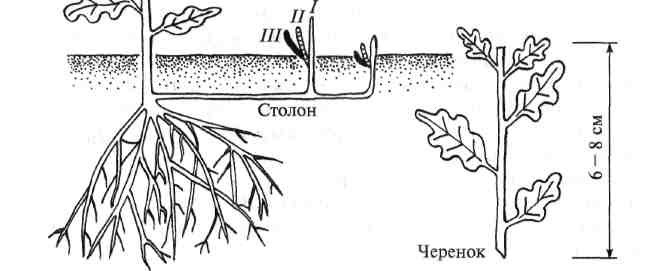 I
II
III
Столон
6 – 8 см
Черенок